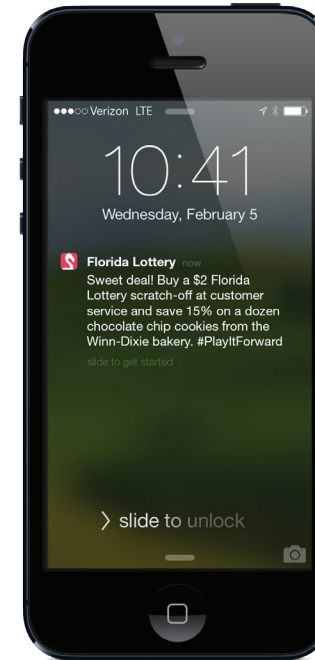 Verizon LTE
10:41
Wednesday, February 5
Florida Lottery now
Sweet deal! Buy a $2 Florida
Lottery scratch-off at customer
service and save 15% on a dozen
chocolate chip cookies from the
Winn-Dixie bakery. #PlayItForward
slide to get started
slide to unlock